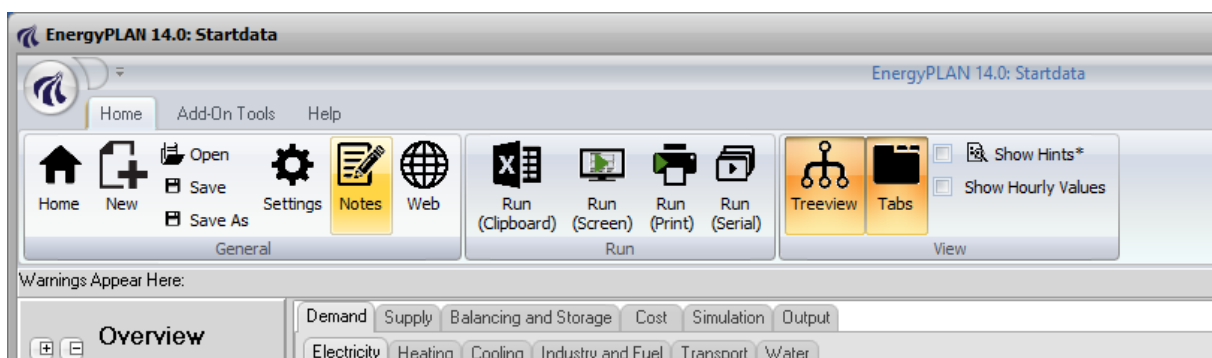 EnergyPLAN 14.0: Startdata
EnergyPLAN 14.0: Startdata
Home Add-On Tools Help
Home
New
Open
Save
Save As
Settings
Notes
Web
General
Run
(Clipboard)
Run
(Screen)
Run
(Print)
Run
(Serial)
Run
Treeview
Tabs
Show Hints*
Show Hourly Values
View
Warnings Appear Here:
Overview
Demand Supply Balancing and Storage Cost Simulation Output
Electricity Heating Cooling Industry and Fuel Transport Water